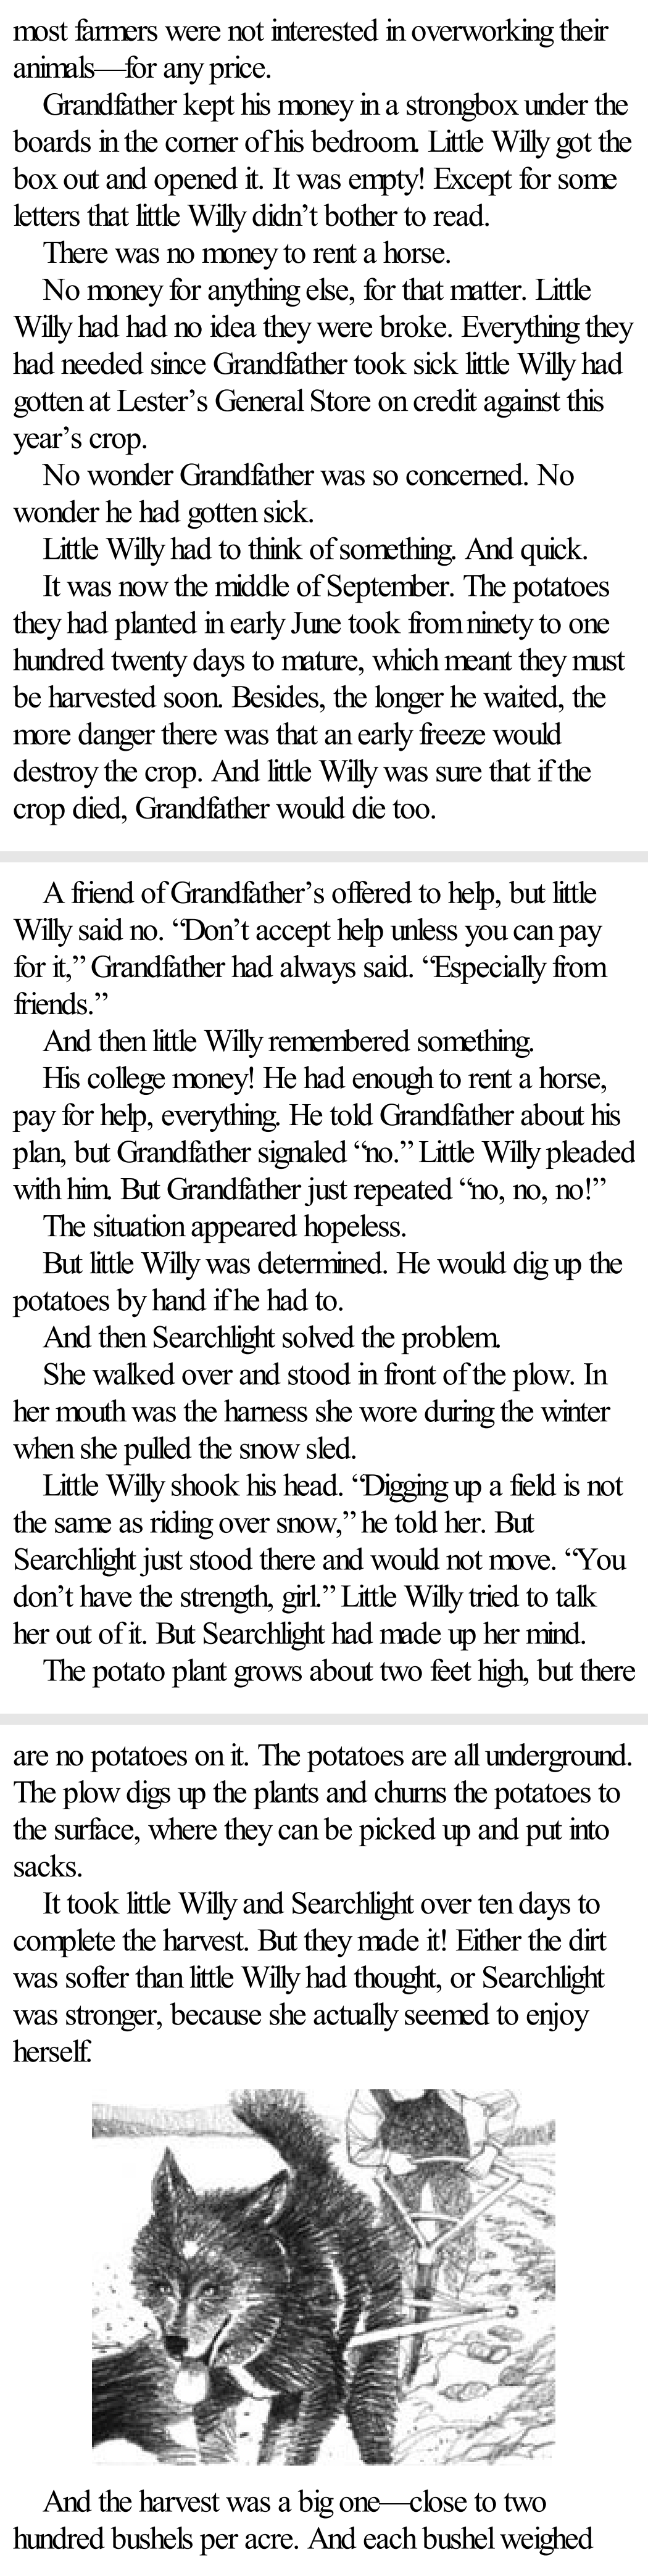 most farmers were not interested in overworking their
animals—for any price.
Grandfather kept his money in a strongbox under the
boards in the corner of his bedroom. Little Willy got the
box out and opened it. It was empty! Except for some
letters that little Willy didn’t bother to read.
There was no money to rent a horse.
No money for anything else, for that matter. Little
Willy had had no idea they were broke. Everything they
had needed since Grandfather took sick little Willy had
gotten at Lester’s General Store on credit against this
year’s crop.
No wonder Grandfather was so concerned. No
wonder he had gotten sick.
Little Willy had to think of something. And quick.
It was now the middle of September. The potatoes
they had planted in early June took from ninety to one
hundred twenty days to mature, which meant they must
be harvested soon. Besides, the longer he waited, the
more danger there was that an early freeze would
destroy the crop. And little Willy was sure that if the
crop died, Grandfather would die too.
A friend of Grandfather’s offered to help, but little
Willy said no. “Don’t accept help unless you can pay
for it,” Grandfather had always said. “Especially from
friends.”
And then little Willy remembered something.
His college money! He had enough to rent a horse,
pay for help, everything. He told Grandfather about his
plan, but Grandfather signaled “no.” Little Willy pleaded
with him. But Grandfather just repeated “no, no, no!”
The situation appeared hopeless.
But little Willy was determined. He would dig up the
potatoes by hand if he had to.
And then Searchlight solved the problem.
She walked over and stood in front of the plow. In
her mouth was the harness she wore during the winter
when she pulled the snow sled.
Little Willy shook his head. “Digging up a field is not
the same as riding over snow,” he told her. But
Searchlight just stood there and would not move. “You
don’t have the strength, girl.” Little Willy tried to talk
her out of it. But Searchlight had made up her mind.
The potato plant grows about two feet high, but there
are no potatoes on it. The potatoes are all underground.
The plow digs up the plants and churns the potatoes to
the surface, where they can be picked up and put into
sacks.
It took little Willy and Searchlight over ten days to
complete the harvest. But they made it! Either the dirt
was softer than little Willy had thought, or Searchlight
was stronger, because she actually seemed to enjoy
herself.
And the harvest was a big one—close to two
hundred bushels per acre. And each bushel weighed